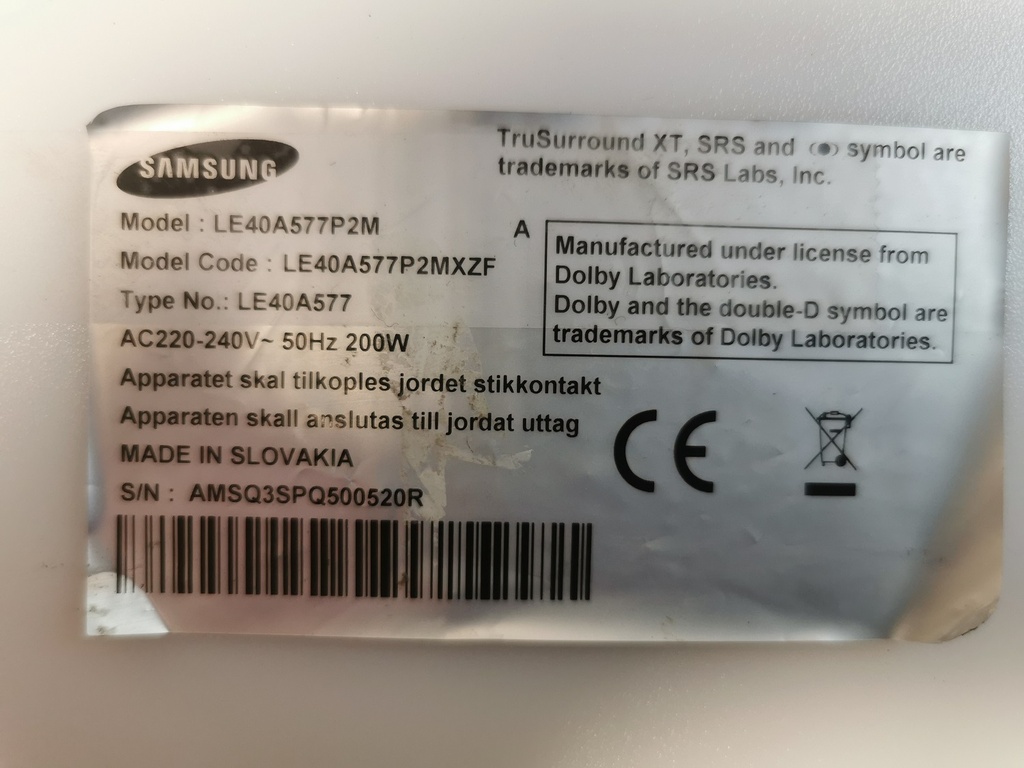 SAMSUNG
TruSurround XT, SRS and (●) symbol are
trademarks of SRS Labs, Inc.
Model : LE40A577P2M
Model Code : LE40A577P2MXZF
Type No.: LE40A577
AC220-240V~ 50Hz 200W
A
Manufactured under license from
Dolby Laboratories.
Dolby and the double-D symbol are
trademarks of Dolby Laboratories.
Apparatet skal tilkoples jordet stikkontakt
Apparaten skall anslutas till jordat uttag
MADE IN SLOVAKIA
S/N : AMSQ3SPQ500520R
CE